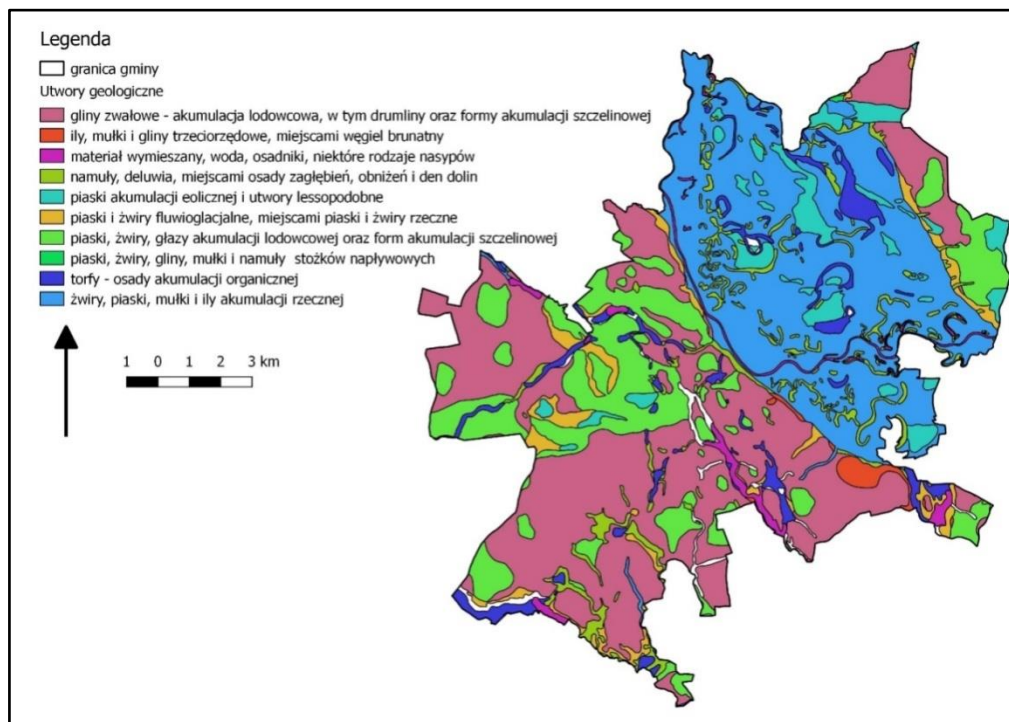 Legenda
granica gminy
Utwory geologiczne
gliny zwałowe - akumulacja lodowcowa, w tym drumliny oraz formy akumulacji szczelinowej
ily, mułki i gliny trzeciorzędowe, miejscami węgiel brunatny
materiał wymieszany, woda, osadniki, niektóre rodzaje nasypów
namuły, deluwia, miejscami osady zagłębień, obniżeń i den dolin
piaski akumulacji eolicznej i utwory lessopodobne
piaski i żwiry fluwioglacjalne, miejscami piaski i żwiry rzeczne
piaski, żwiry, głazy akumulacji lodowcowej oraz form akumulacji szczelinowej
piaski, żwiry, gliny, mułki i namuły stożków napływowych
torfy - osady akumulacji organicznej
żwiry, piaski, mułki i ily akumulacji rzecznej
1 0 1 2 3 km